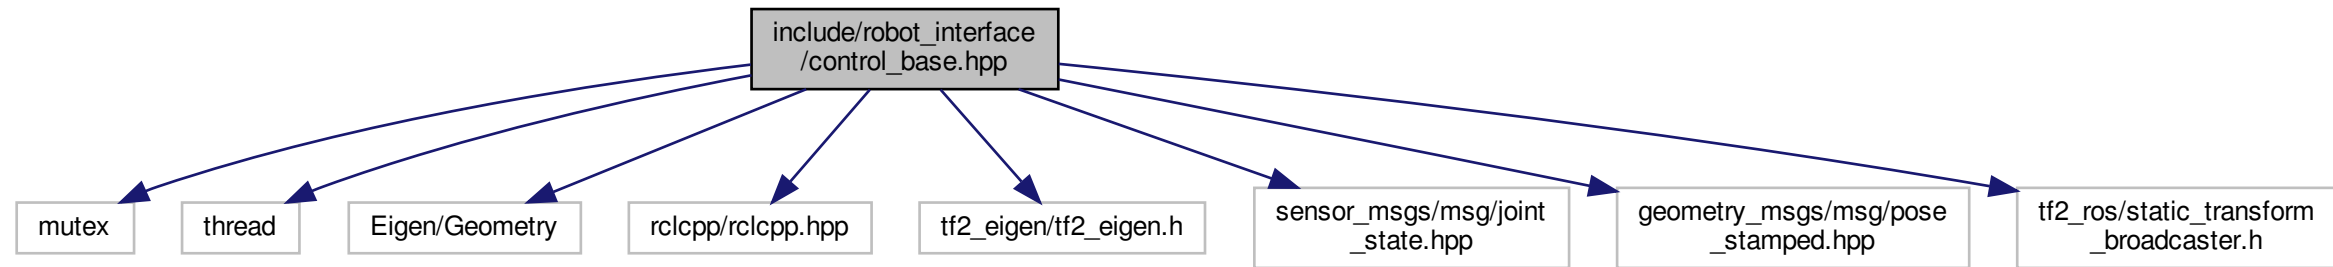 include/robot_interface
/control_base.hpp
mutex
thread
Eigen/Geometry
rclcpp/rclcpp.hpp
tf2_eigen/tf2_eigen.h
sensor_msgs/msg/joint
_state.hpp
geometry_msgs/msg/pose
_stamped.hpp
tf2_ros/static_transform
_broadcaster.h